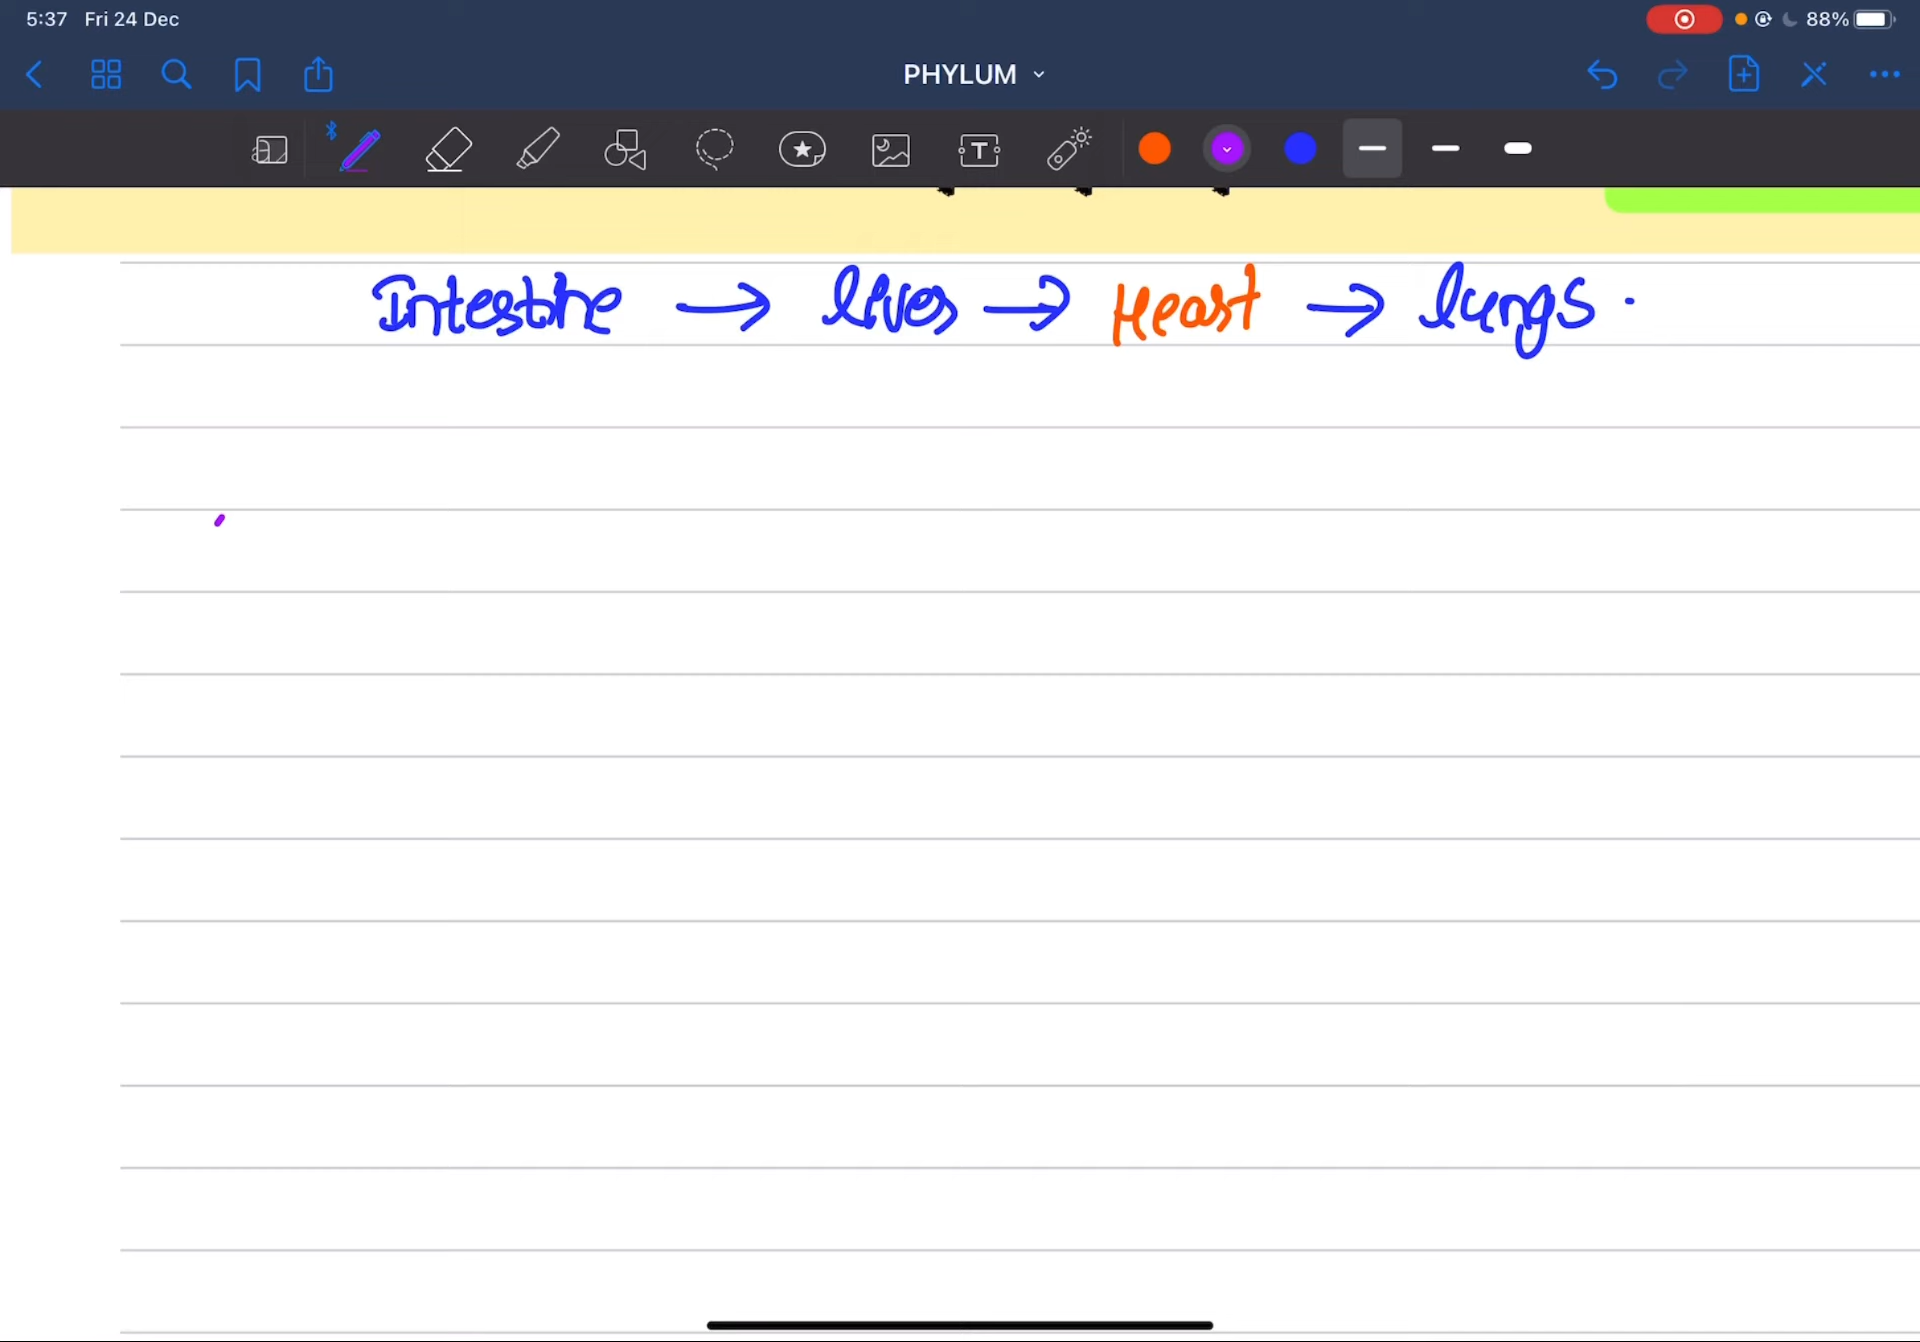 5:37 Fri 24 Dec 88%
PHYLUM
T
Intestine → liver → Heart → lungs.